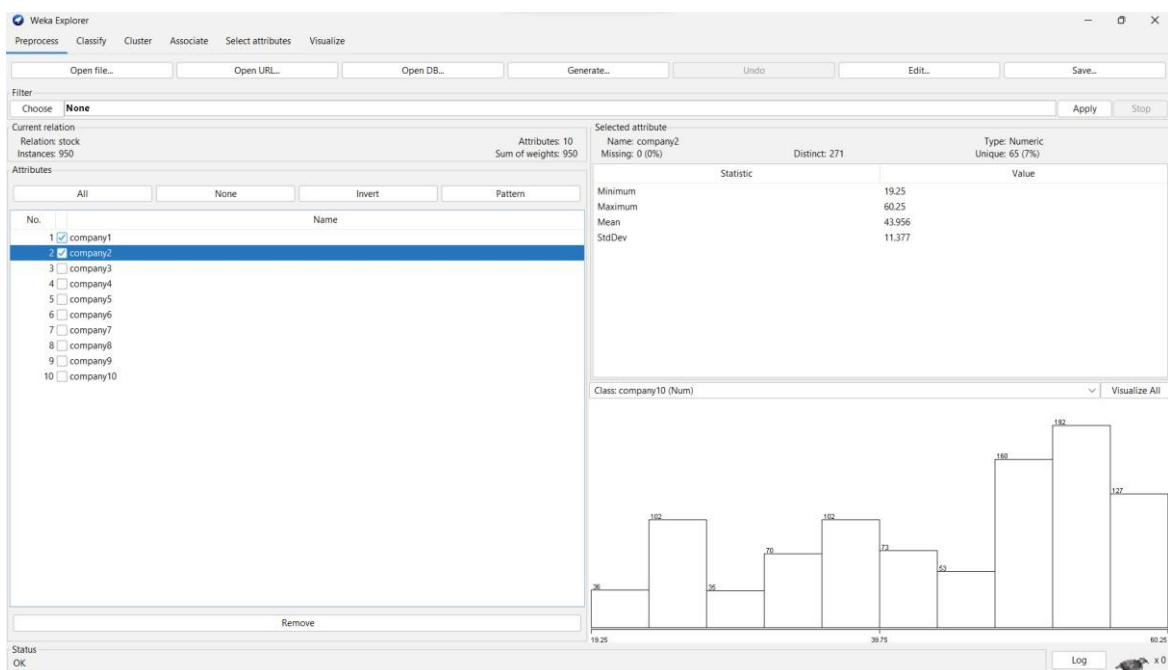 Weka Explorer
Preprocess Classify Cluster Associate Select attributes Visualize
Open file... Open URL... Open DB... Generate... Undo Edit... Save...
Filter
Choose None Apply Stop
Current relation
Relation: stock Attributes: 10
Instances: 950 Sum of weights: 950
Attributes
All None Invert Pattern
No. Name
1 company1
2 company2
3 company3
4 company4
5 company5
6 company6
7 company7
8 company8
9 company9
10 company10
Remove
Selected attribute
Name: company2 Type: Numeric
Missing: 0 (0%) Distinct: 271 Unique: 65 (7%)
Statistic Value
Minimum 19.25
Maximum 60.25
Mean 43.956
StdDev 11.377
Class: company10 (Num) Visualize All
36 102 35 70 102 73 53 160 192 127
19.25 39.75 60.25
Status
OK Log x 0